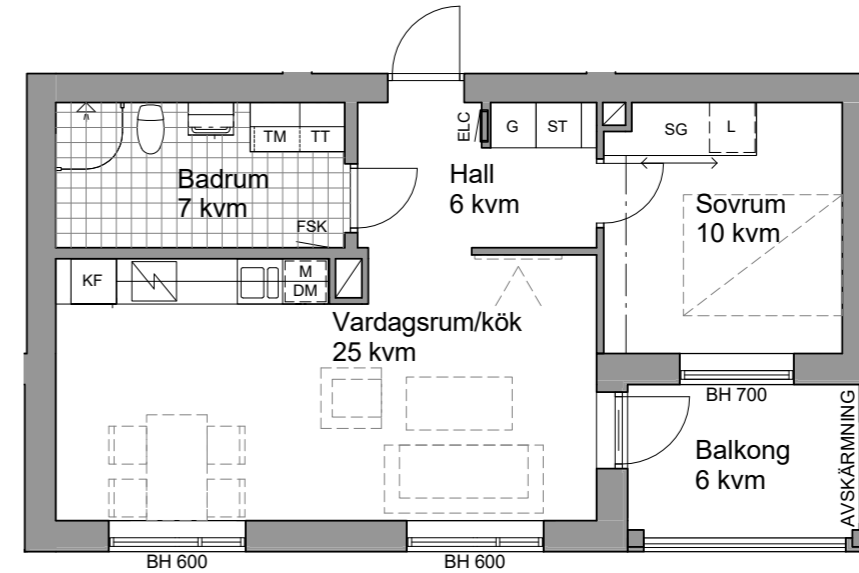 TM
TT
Badrum
7 kvm
FSK
ELC
G
ST
Hall
6 kvm
SG
L
Sovrum
10 kvm
KF
M
DM
Vardagsrum/kök
25 kvm
BH 700
Balkong
6 kvm
AVSKÄRMNING
BH 600
BH 600